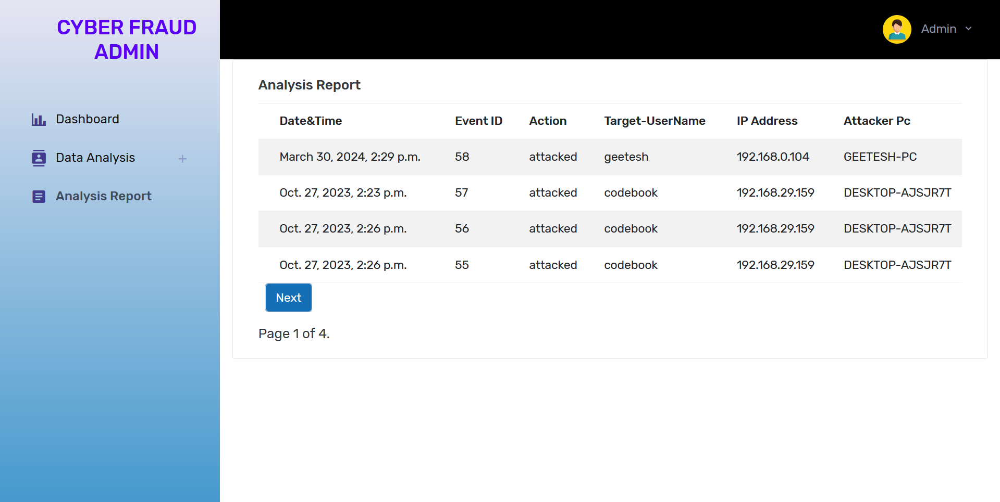 CYBER FRAUD
ADMIN
Admin
Dashboard
Data Analysis +
Analysis Report
Analysis Report
Date&Time Event ID Action Target-UserName IP Address Attacker Pc
March 30, 2024, 2:29 p.m. 58 attacked geetesh 192.168.0.104 GEETESH-PC
Oct. 27, 2023, 2:23 p.m. 57 attacked codebook 192.168.29.159 DESKTOP-AJSJR7T
Oct. 27, 2023, 2:26 p.m. 56 attacked codebook 192.168.29.159 DESKTOP-AJSJR7T
Oct. 27, 2023, 2:26 p.m. 55 attacked codebook 192.168.29.159 DESKTOP-AJSJR7T
Next
Page 1 of 4.